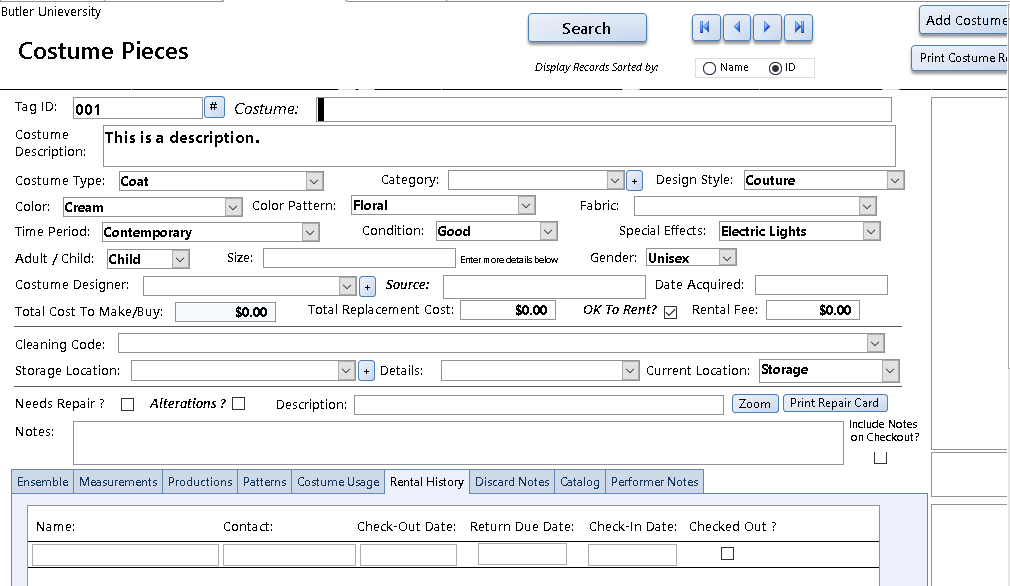 Butler Unieversity
Costume Pieces
Search
Add Costume
Display Records Sorted by:
Name ID
Print Costume
Tag ID: 001 # Costume:
Costume Description: This is a description.
Costume Type: Coat Category: + Design Style: Couture
Color: Cream Color Pattern: Floral Fabric:
Time Period: Contemporary Condition: Good Special Effects: Electric Lights
Adult / Child: Child Size: Enter more details below Gender: Unisex
Costume Designer: + Source: Date Acquired:
Total Cost To Make/Buy: $0.00 Total Replacement Cost: $0.00 OK To Rent? Rental Fee: $0.00
Cleaning Code:
Storage Location: + Details: Current Location: Storage
Needs Repair ? Alterations ? Description: Zoom Print Repair Card
Notes:
Include Notes
on Checkout?
Ensemble Measurements Productions Patterns Costume Usage Rental History Discard Notes Catalog Performer Notes
Name: Contact: Check-Out Date: Return Due Date: Check-In Date: Checked Out ?